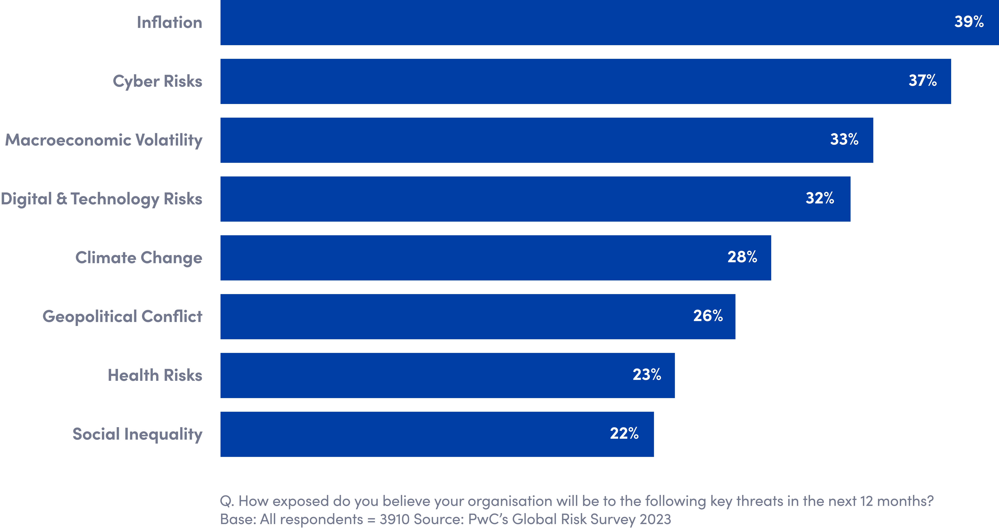 Inflation 39%
Cyber Risks 37%
Macroeconomic Volatility 33%
Digital & Technology Risks 32%
Climate Change 28%
Geopolitical Conflict 26%
Health Risks 23%
Social Inequality 22%
Q. How exposed do you believe your organisation will be to the following key threats in the next 12 months?
Base: All respondents = 3910 Source: PwC’s Global Risk Survey 2023